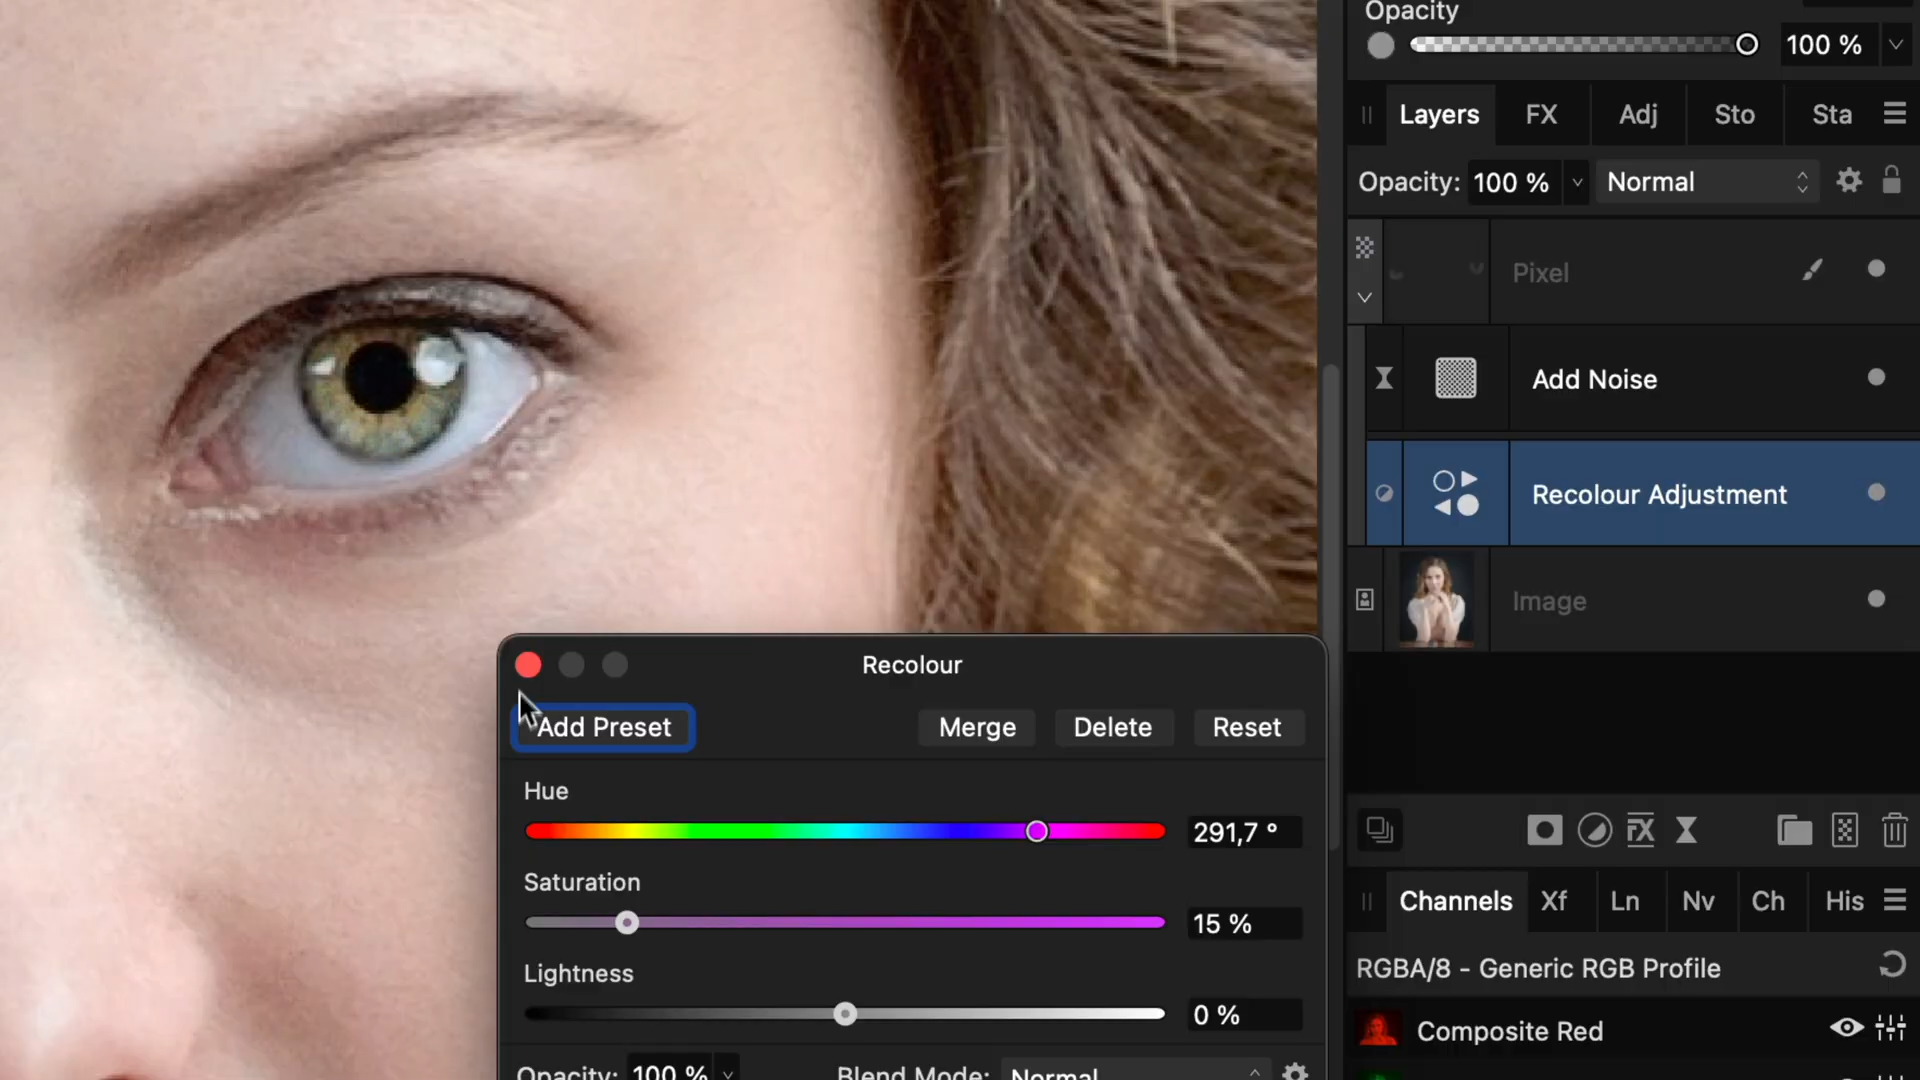 Opacity
100 %
Layers FX Adj Sto Sta
Opacity: 100 % Normal
Pixel
Add Noise
Recolour Adjustment
Image
Recolour
Add Preset Merge Delete Reset
Hue
291,7 °
Saturation
15 %
Lightness
0 %
Opacity: 100 % Blend Mode: Normal
FX
Channels Xf Ln Nv Ch His
RGBA/8 - Generic RGB Profile
Composite Red